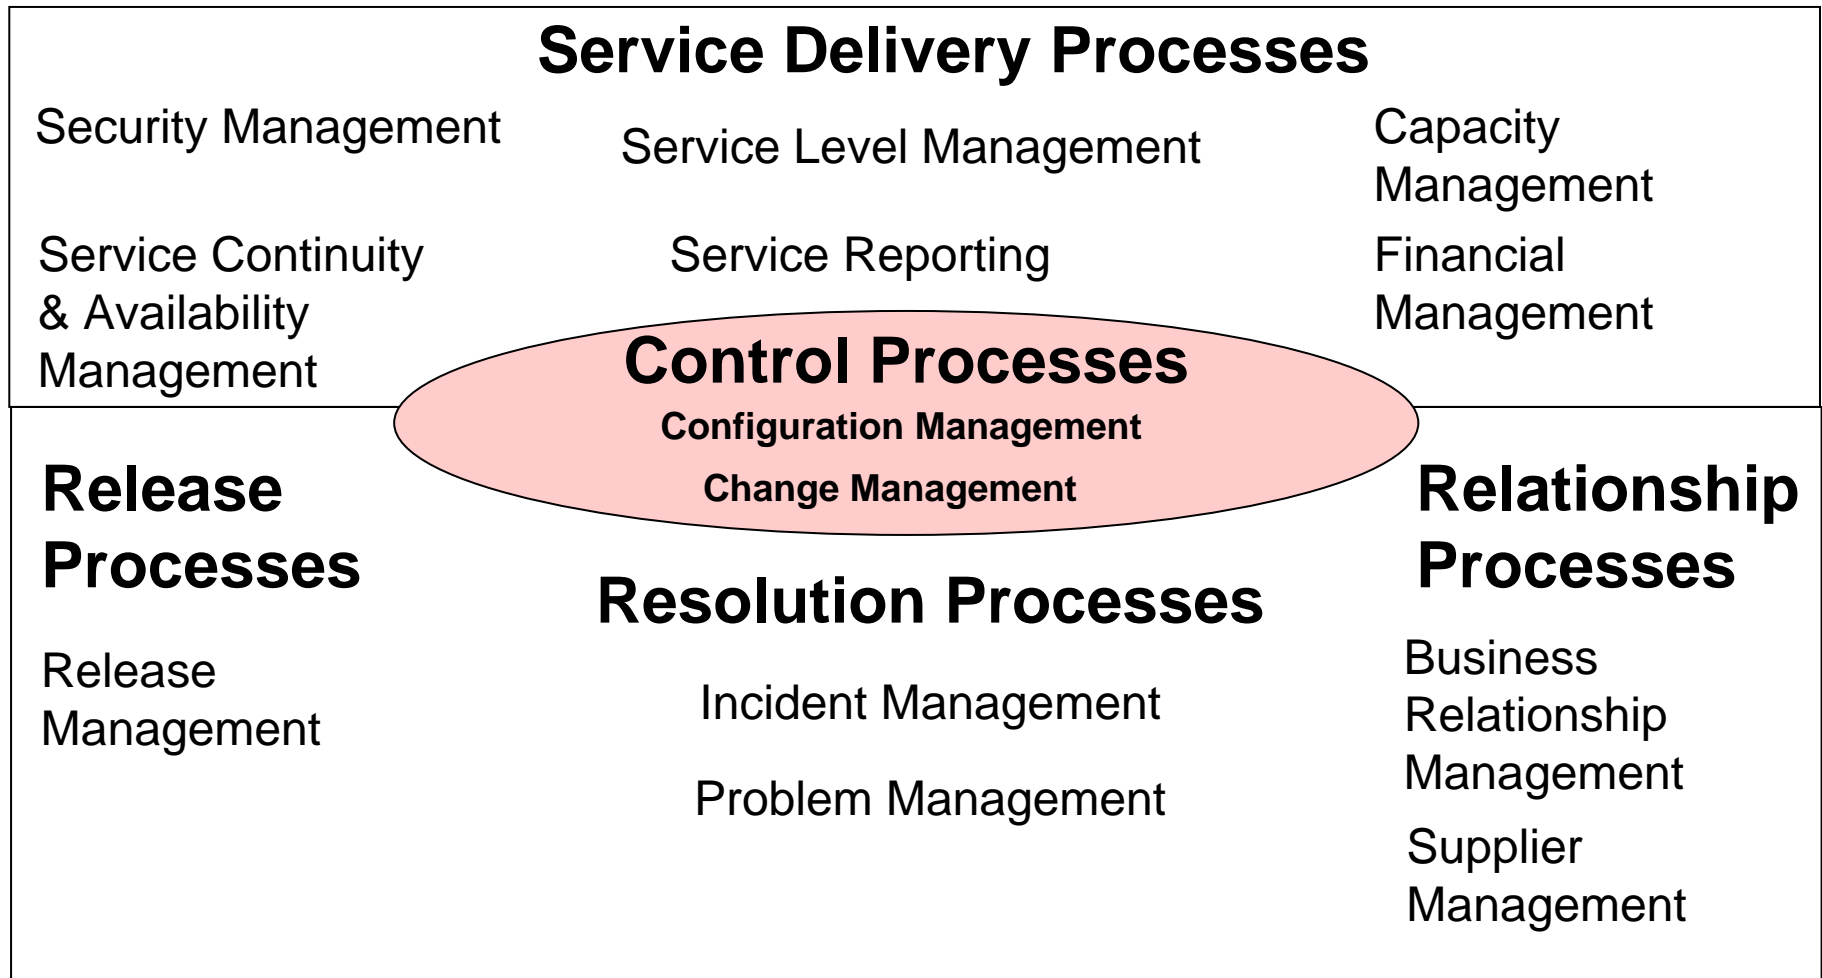 Service Delivery Processes
Security Management
Service Level Management
Capacity
Management
Service Continuity
& Availability
Management
Service Reporting
Financial
Management
Control Processes
Configuration Management
Change Management
Release
Processes
Release
Management
Resolution Processes
Incident Management
Problem Management
Relationship
Processes
Business
Relationship
Management
Supplier
Management